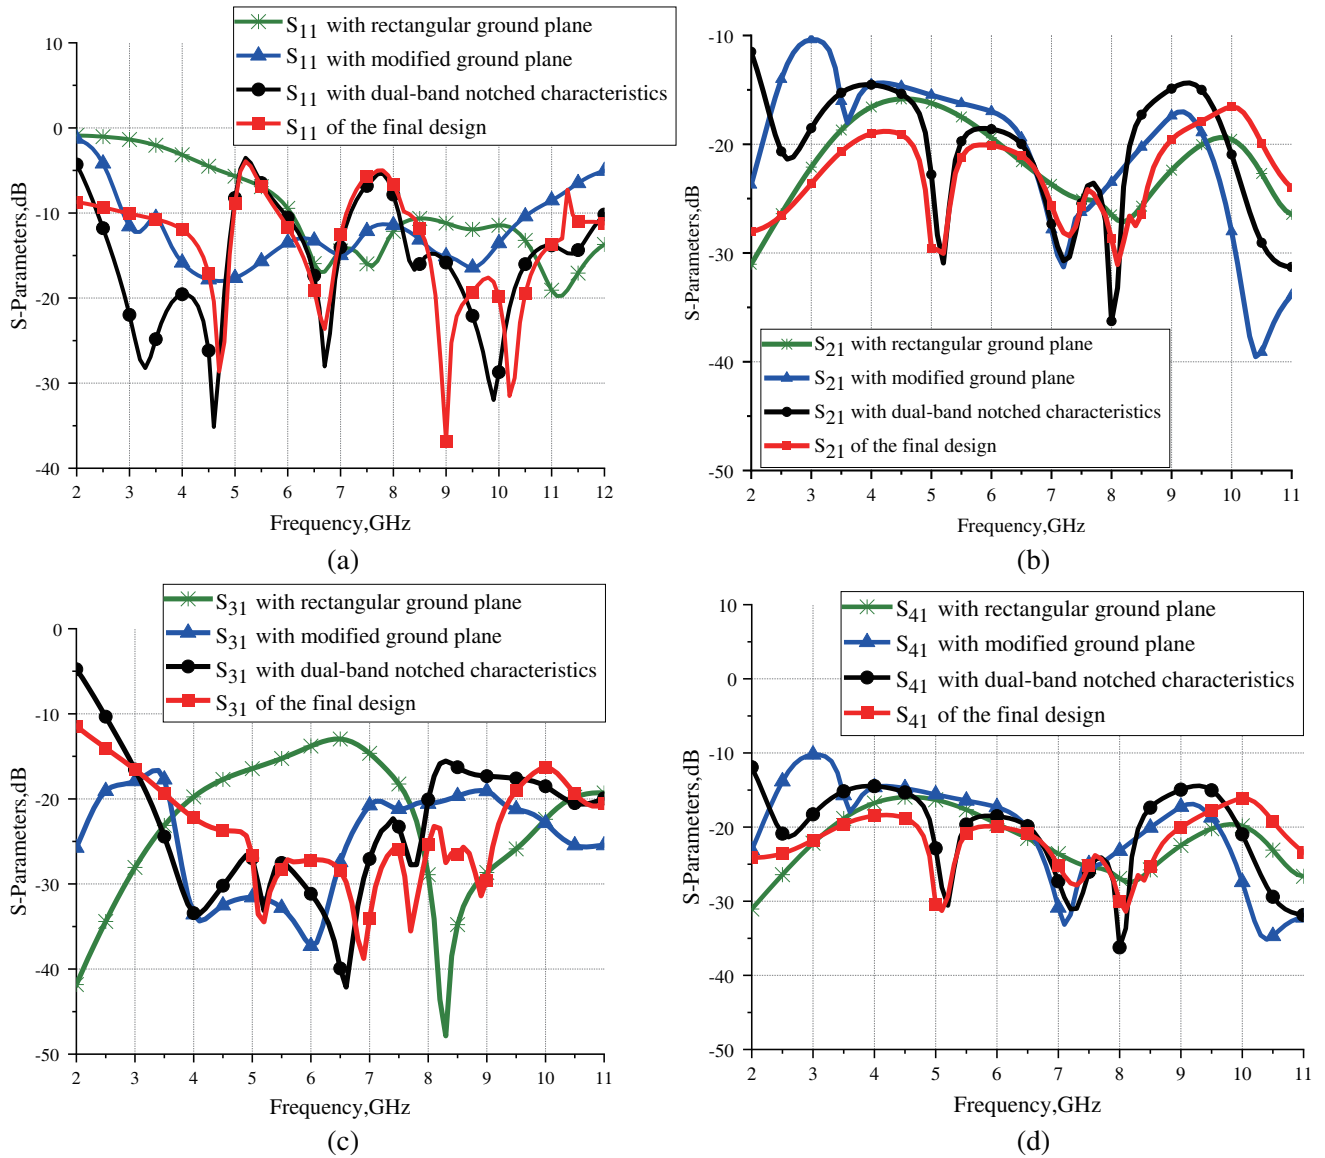 S11 with rectangular ground plane
S11 with modified ground plane
S11 with dual-band notched characteristics
S11 of the final design
10
0
-10
-20
-30
-40
S-Parameters,dB
2 3 4 5 6 7 8 9 10 11 12
Frequency,GHz
(a)
-10
-20
-30
-40
-50
S-Parameters,dB
S21 with rectangular ground plane
S21 with modified ground plane
S21 with dual-band notched characteristics
S21 of the final design
2 3 4 5 6 7 8 9 10 11
Frequency,GHz
(b)
S31 with rectangular ground plane
S31 with modified ground plane
S31 with dual-band notched characteristics
S31 of the final design
0
-10
-20
-30
-40
-50
S-Parameters,dB
2 3 4 5 6 7 8 9 10 11
Frequency,GHz
(c)
S41 with rectangular ground plane
S41 with modified ground plane
S41 with dual-band notched characteristics
S41 of the final design
10
0
-10
-20
-30
-40
-50
S-Parameters,dB
2 3 4 5 6 7 8 9 10 11
Frequency,GHz
(d)